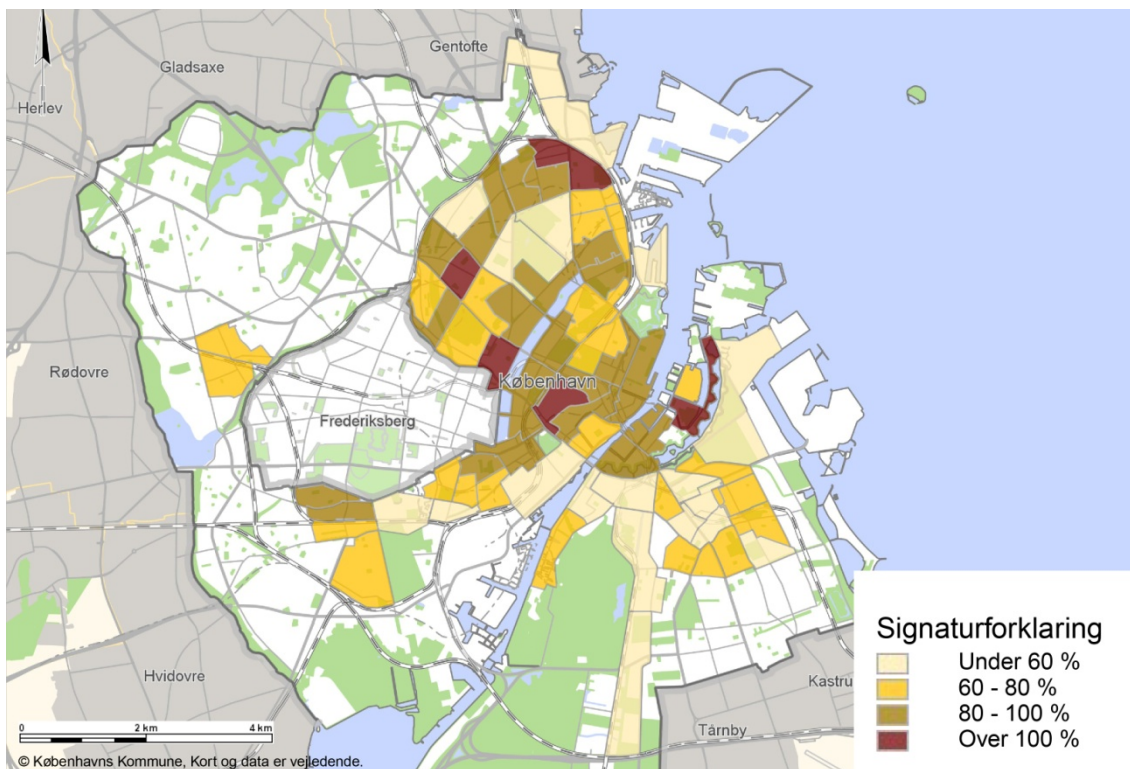 Gentofte
Gladsaxe
Herlev
Rødovre
København
Frederiksberg
Hvidovre
Signaturforklaring
Under 60 %
60 - 80 %
80 - 100 %
Over 100 %
Kastru
Tårnby
0 2 km 4 km
© Københavns Kommune, Kort og data er vejledende.